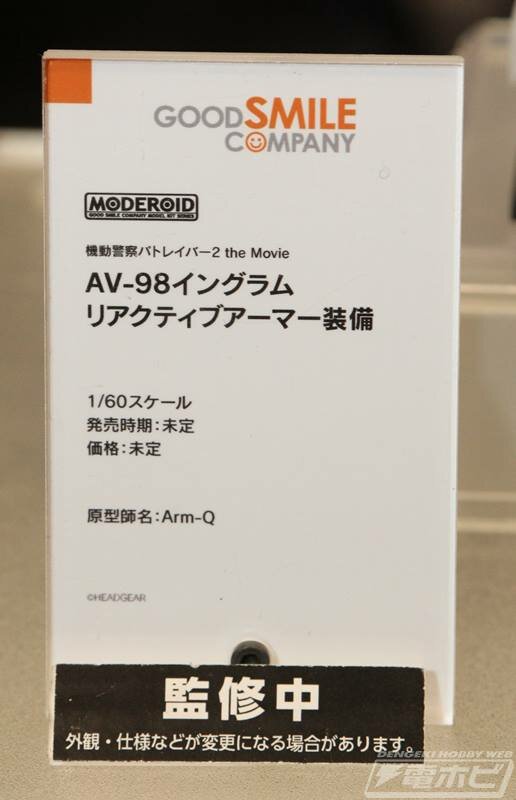 GOODSMILE
COMPANY
MODEROID
GOOD SMILE COMPANY MODEL KIT SERIES
機動警察パトレイバー2 the Movie
AV-98イングラム
リアクティブアーマー装備
1/60スケール
発売時期：未定
価格：未定
原型師名：Arm-Q
©HEADGEAR
監修中
外観・仕様などが変更になる場合があります。
DENGEKI HOBBY WEB
電ホビ